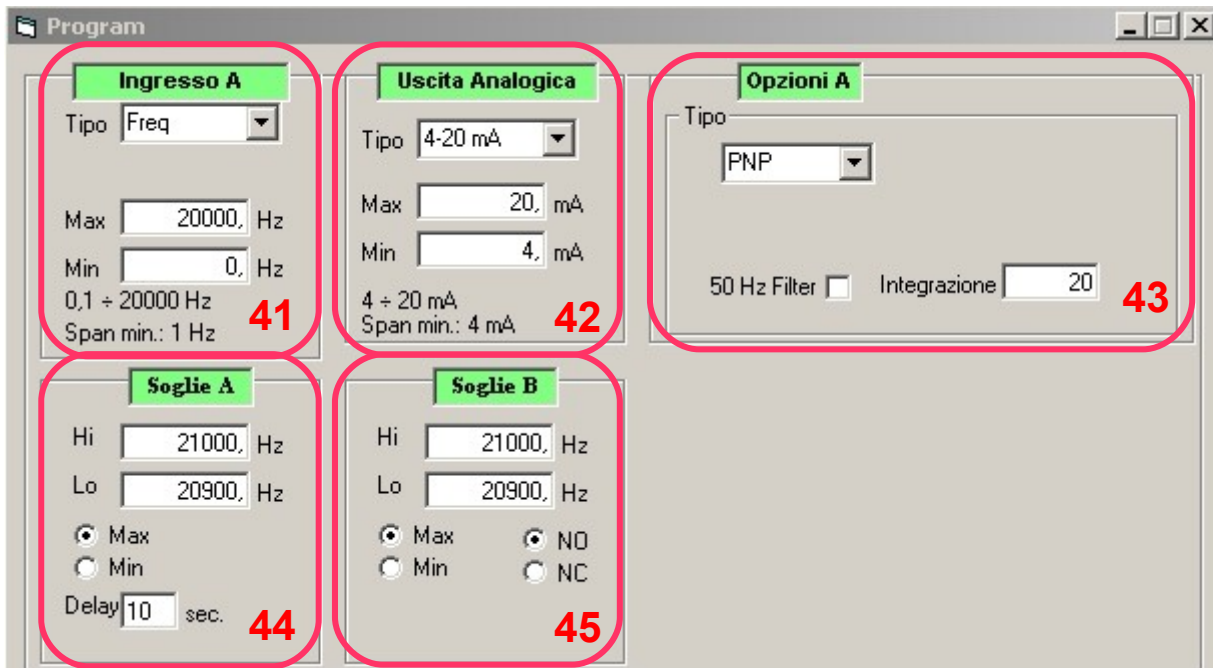 Program
Ingresso A
Tipo Freq
Max 20000, Hz
Min 0, Hz
0,1 ÷ 20000 Hz
Span min.: 1 Hz
41
Uscita Analogica
Tipo 4-20 mA
Max 20, mA
Min 4, mA
4 ÷ 20 mA
Span min.: 4 mA
42
Opzioni A
Tipo
PNP
50 Hz Filter Integrazione 20
43
Soglie A
Hi 21000, Hz
Lo 20900, Hz
Max
Min
Delay 10 sec.
44
Soglie B
Hi 21000, Hz
Lo 20900, Hz
Max NO
Min NC
45